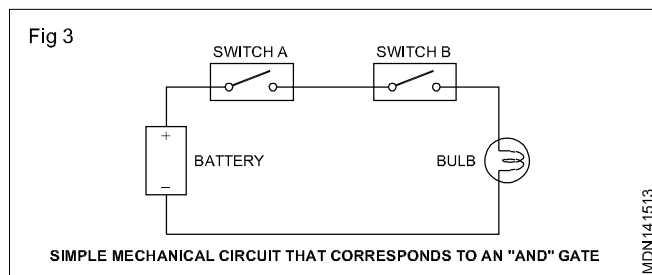 Fig 3
SWITCH A
SWITCH B
+
BATTERY
BULB
–
SIMPLE MECHANICAL CIRCUIT THAT CORRESPONDS TO AN "AND" GATE
MDN141513